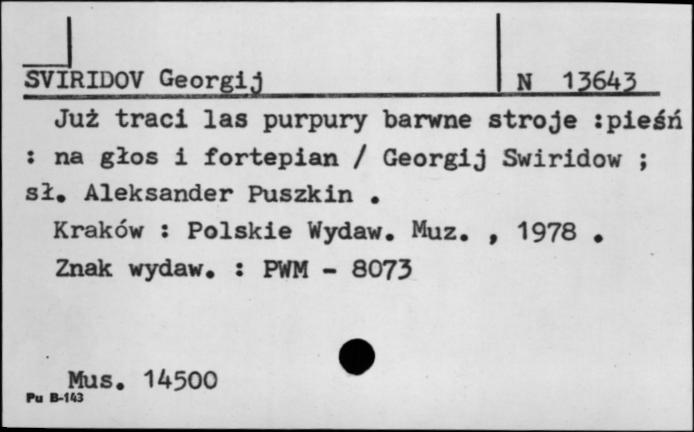 SVIRIDOV Georgij N 13643
Już traci las purpury barwne stroje :pieśń
: na głos i fortepian / Georgij Swiridow ;
sł. Aleksander Puszkin .
Kraków : Polskie Wydaw. Muz. , 1978 .
Znak wydaw. : PWM - 8073
Mus. 14500
Pu B-143